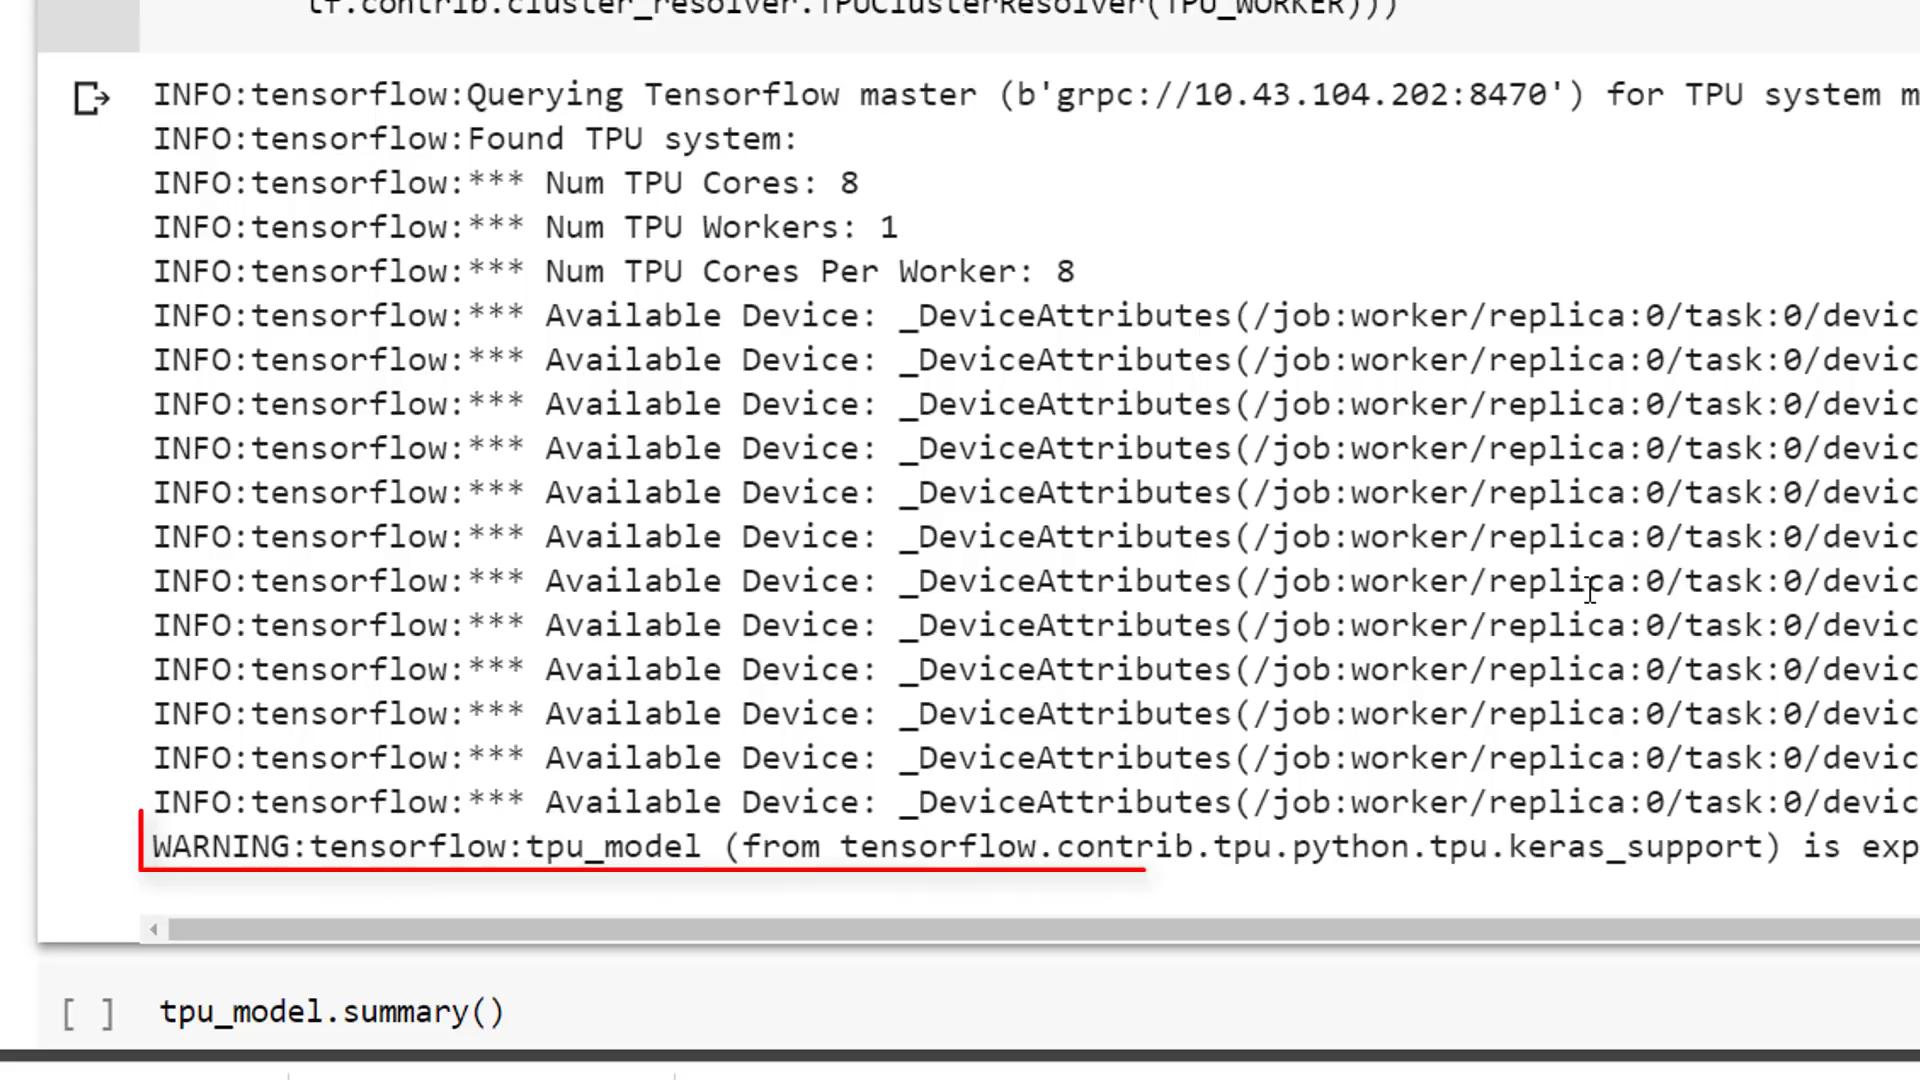 tf.contrib.cluster_resolver.TPUClusterResolver(TPU_WORKER)))
INFO:tensorflow:Querying Tensorflow master (b'grpc://10.43.104.202:8470') for TPU system m
INFO:tensorflow:Found TPU system:
INFO:tensorflow:*** Num TPU Cores: 8
INFO:tensorflow:*** Num TPU Workers: 1
INFO:tensorflow:*** Num TPU Cores Per Worker: 8
INFO:tensorflow:*** Available Device: _DeviceAttributes(/job:worker/replica:0/task:0/devic
INFO:tensorflow:*** Available Device: _DeviceAttributes(/job:worker/replica:0/task:0/devic
INFO:tensorflow:*** Available Device: _DeviceAttributes(/job:worker/replica:0/task:0/devic
INFO:tensorflow:*** Available Device: _DeviceAttributes(/job:worker/replica:0/task:0/devic
INFO:tensorflow:*** Available Device: _DeviceAttributes(/job:worker/replica:0/task:0/devic
INFO:tensorflow:*** Available Device: _DeviceAttributes(/job:worker/replica:0/task:0/devic
INFO:tensorflow:*** Available Device: _DeviceAttributes(/job:worker/replica:0/task:0/devic
INFO:tensorflow:*** Available Device: _DeviceAttributes(/job:worker/replica:0/task:0/devic
INFO:tensorflow:*** Available Device: _DeviceAttributes(/job:worker/replica:0/task:0/devic
INFO:tensorflow:*** Available Device: _DeviceAttributes(/job:worker/replica:0/task:0/devic
INFO:tensorflow:*** Available Device: _DeviceAttributes(/job:worker/replica:0/task:0/devic
INFO:tensorflow:*** Available Device: _DeviceAttributes(/job:worker/replica:0/task:0/devic
WARNING:tensorflow:tpu_model (from tensorflow.contrib.tpu.python.tpu.keras_support) is exp
[ ] tpu_model.summary()